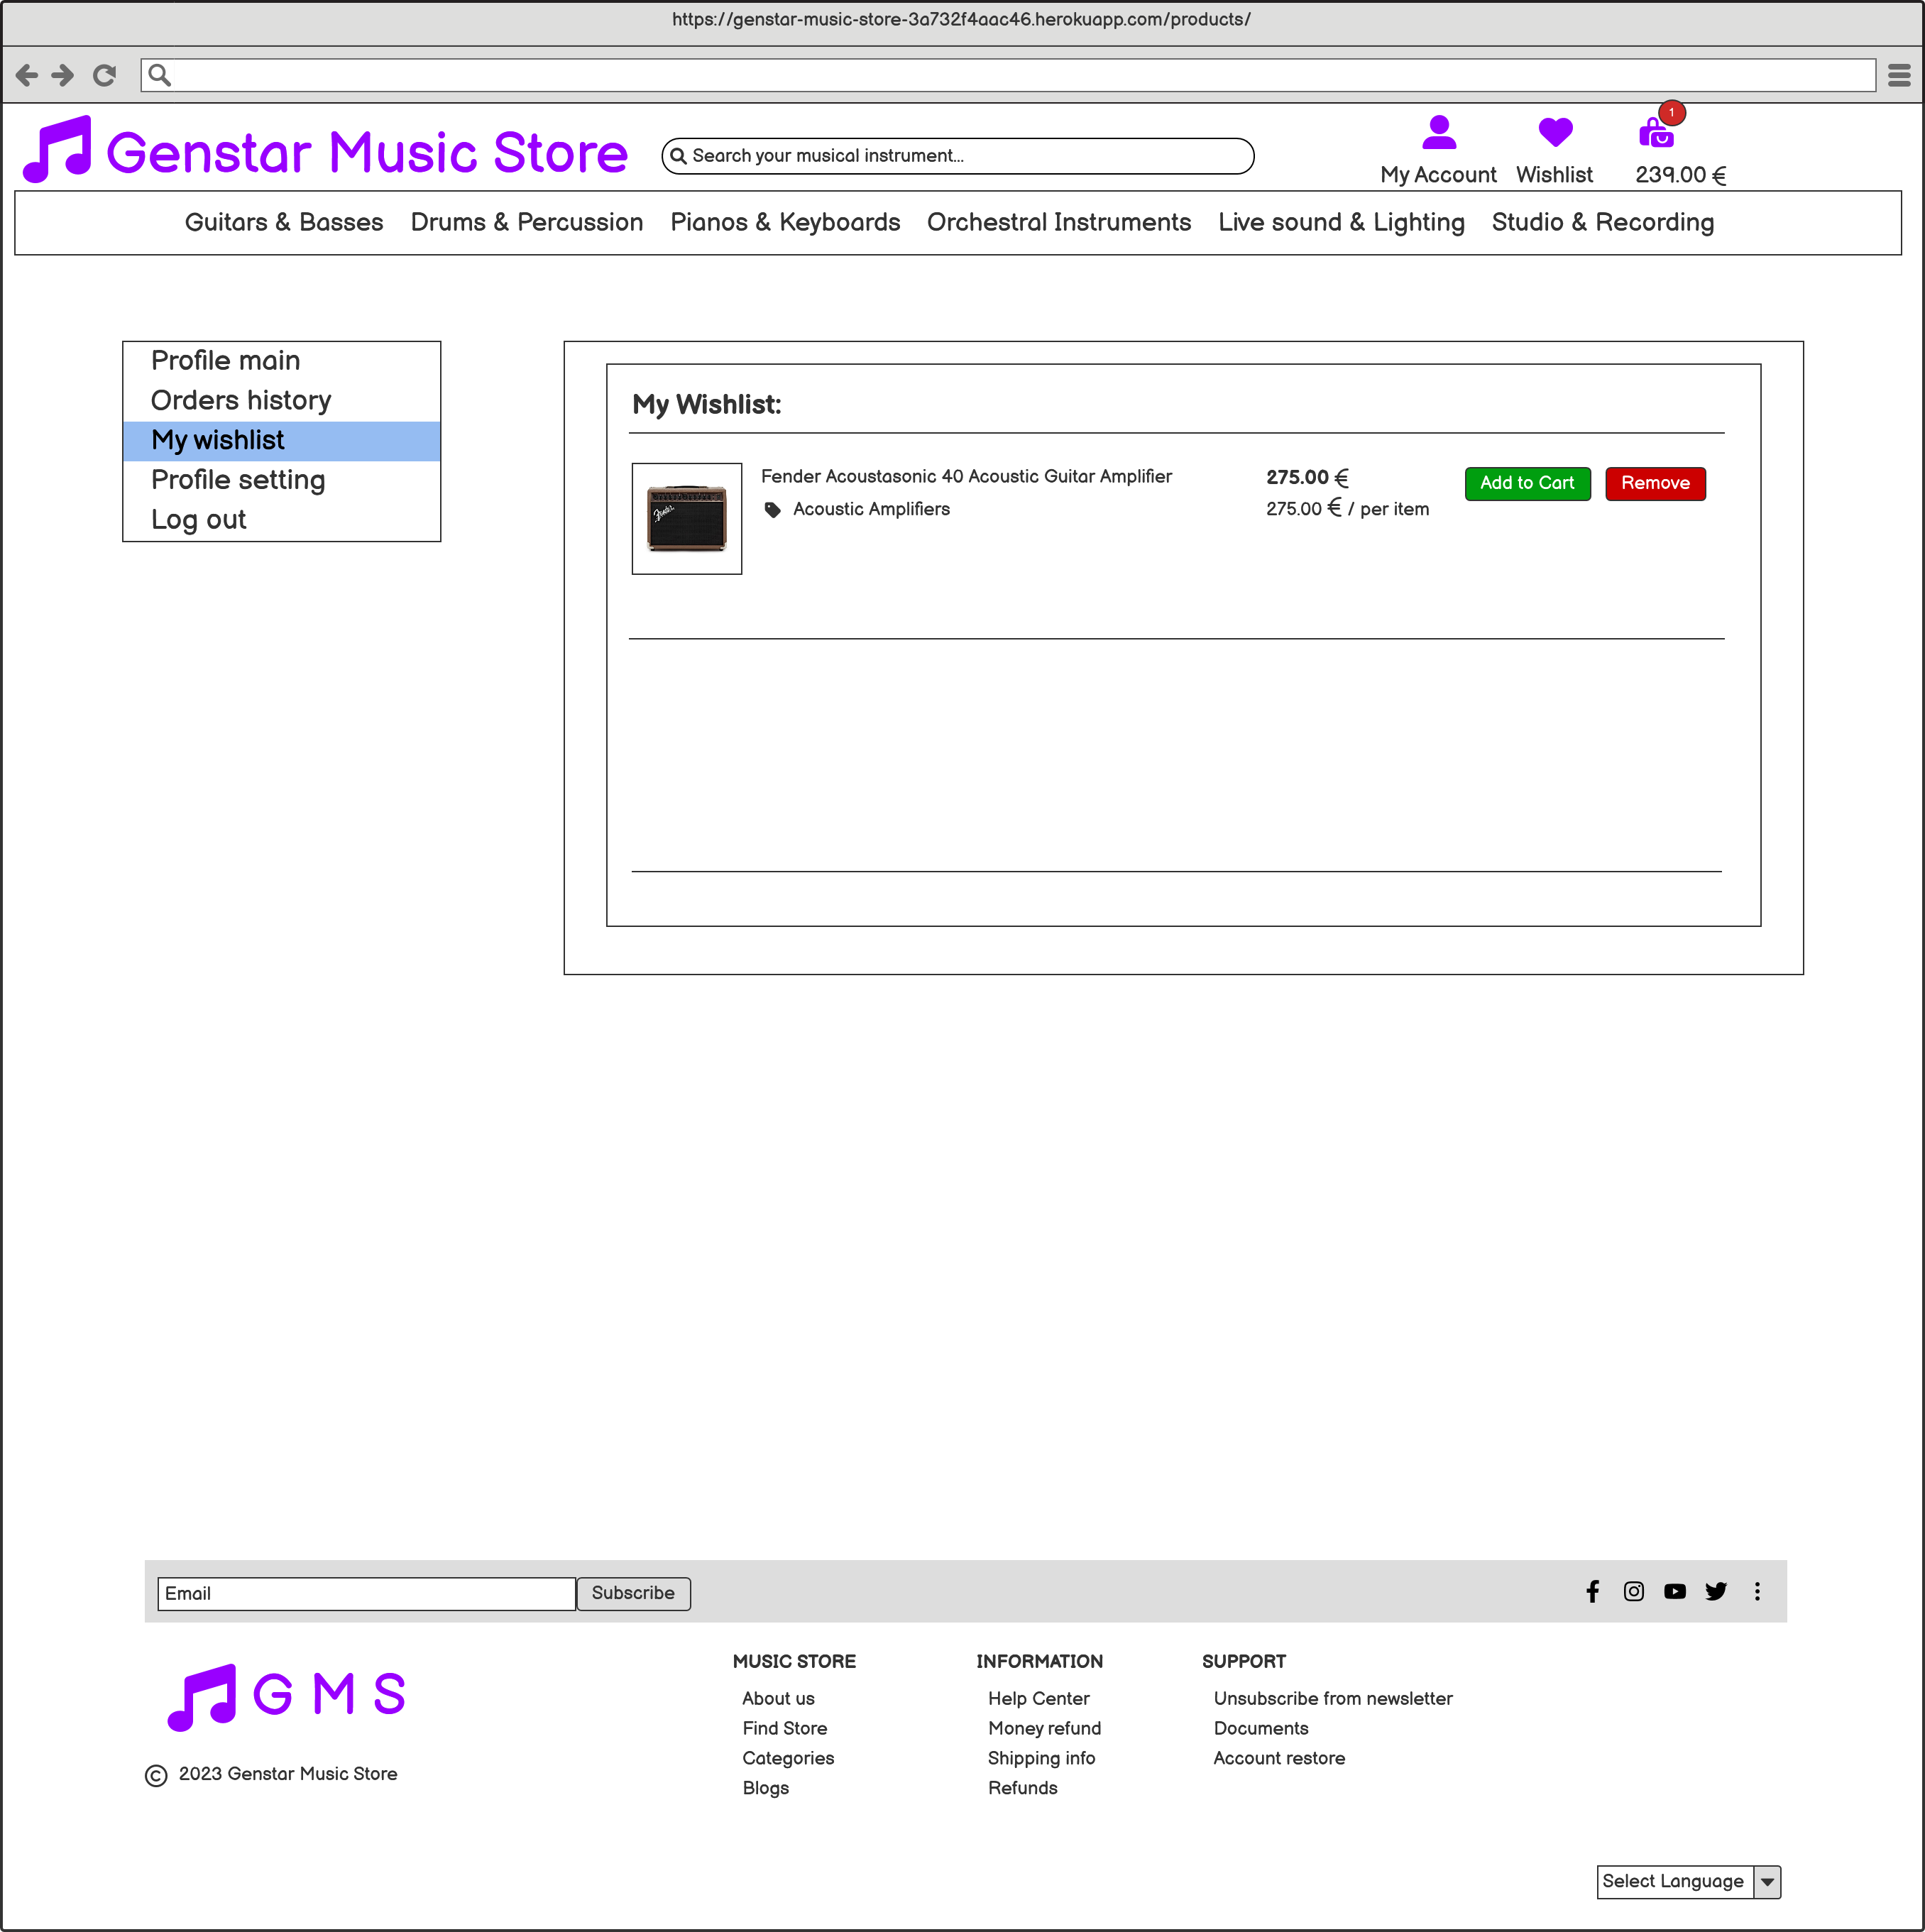 https://genstar-music-store-3a732f4aac46.herokuapp.com/products/
Genstar Music Store
Search your musical instrument...
1
My Account Wishlist 239.00 €
Guitars & Basses Drums & Percussion Pianos & Keyboards Orchestral Instruments Live sound & Lighting Studio & Recording
Profile main
Orders history
My wishlist
Profile setting
Log out
My Wishlist:
Fender
Fender Acoustasonic 40 Acoustic Guitar Amplifier 275.00 € Add to Cart Remove
Acoustic Amplifiers 275.00 € / per item
Email Subscribe
G M S
© 2023 Genstar Music Store
MUSIC STORE
About us
Find Store
Categories
Blogs
INFORMATION
Help Center
Money refund
Shipping info
Refunds
SUPPORT
Unsubscribe from newsletter
Documents
Account restore
Select Language